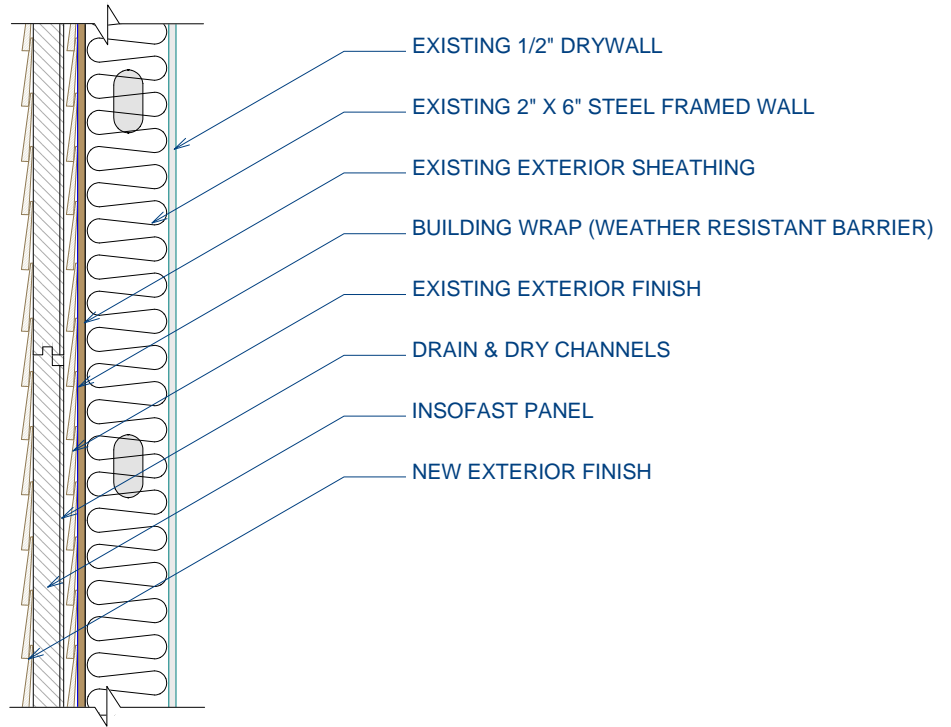 EXISTING 1/2" DRYWALL
EXISTING 2" X 6" STEEL FRAMED WALL
EXISTING EXTERIOR SHEATHING
BUILDING WRAP (WEATHER RESISTANT BARRIER)
EXISTING EXTERIOR FINISH
DRAIN & DRY CHANNELS
INSOFAST PANEL
NEW EXTERIOR FINISH